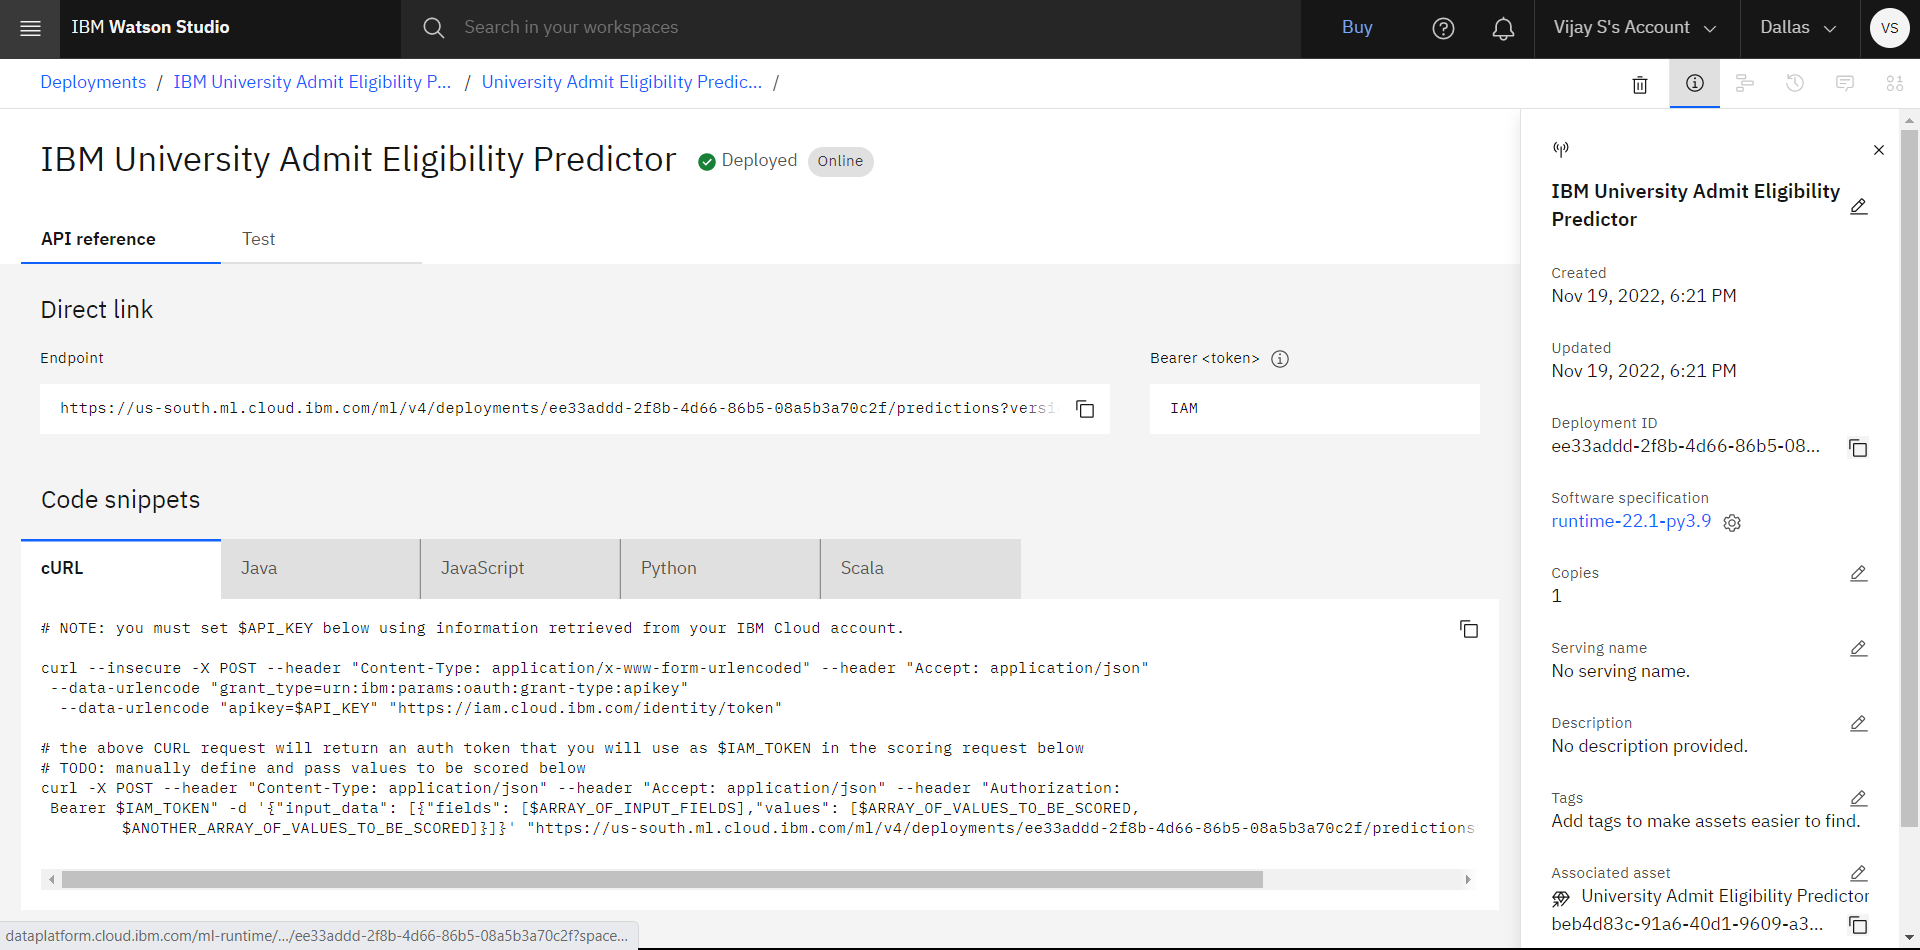 IBM Watson Studio
Search in your workspaces
Buy
Vijay S's Account
Dallas
VS
Deployments / IBM University Admit Eligibility P... / University Admit Eligibility Predic... /
IBM University Admit Eligibility Predictor
Deployed
Online
API reference
Test
Direct link
Endpoint
https://us-south.ml.cloud.ibm.com/ml/v4/deployments/ee33addd-2f8b-4d66-86b5-08a5b3a70c2f/predictions?versi
Bearer <token>
IAM
Code snippets
cURL
Java
JavaScript
Python
Scala
# NOTE: you must set $API_KEY below using information retrieved from your IBM Cloud account.
curl --insecure -X POST --header "Content-Type: application/x-www-form-urlencoded" --header "Accept: application/json"
--data-urlencode "grant_type=urn:ibm:params:oauth:grant-type:apikey"
--data-urlencode "apikey=$API_KEY" "https://iam.cloud.ibm.com/identity/token"
# the above CURL request will return an auth token that you will use as $IAM_TOKEN in the scoring request below
# TODO: manually define and pass values to be scored below
curl -X POST --header "Content-Type: application/json" --header "Accept: application/json" --header "Authorization:
Bearer $IAM_TOKEN" -d '{"input_data": [{"fields": [$ARRAY_OF_INPUT_FIELDS],"values": [$ARRAY_OF_VALUES_TO_BE_SCORED,
$ANOTHER_ARRAY_OF_VALUES_TO_BE_SCORED]}]}' "https://us-south.ml.cloud.ibm.com/ml/v4/deployments/ee33addd-2f8b-4d66-86b5-08a5b3a70c2f/predictions
dataplatform.cloud.ibm.com/ml-runtime/.../ee33addd-2f8b-4d66-86b5-08a5b3a70c2f?space...
IBM University Admit Eligibility
Predictor
Created
Nov 19, 2022, 6:21 PM
Updated
Nov 19, 2022, 6:21 PM
Deployment ID
ee33addd-2f8b-4d66-86b5-08...
Software specification
runtime-22.1-py3.9
Copies
1
Serving name
No serving name.
Description
No description provided.
Tags
Add tags to make assets easier to find.
Associated asset
University Admit Eligibility Predictor
beb4d83c-91a6-40d1-9609-a3...